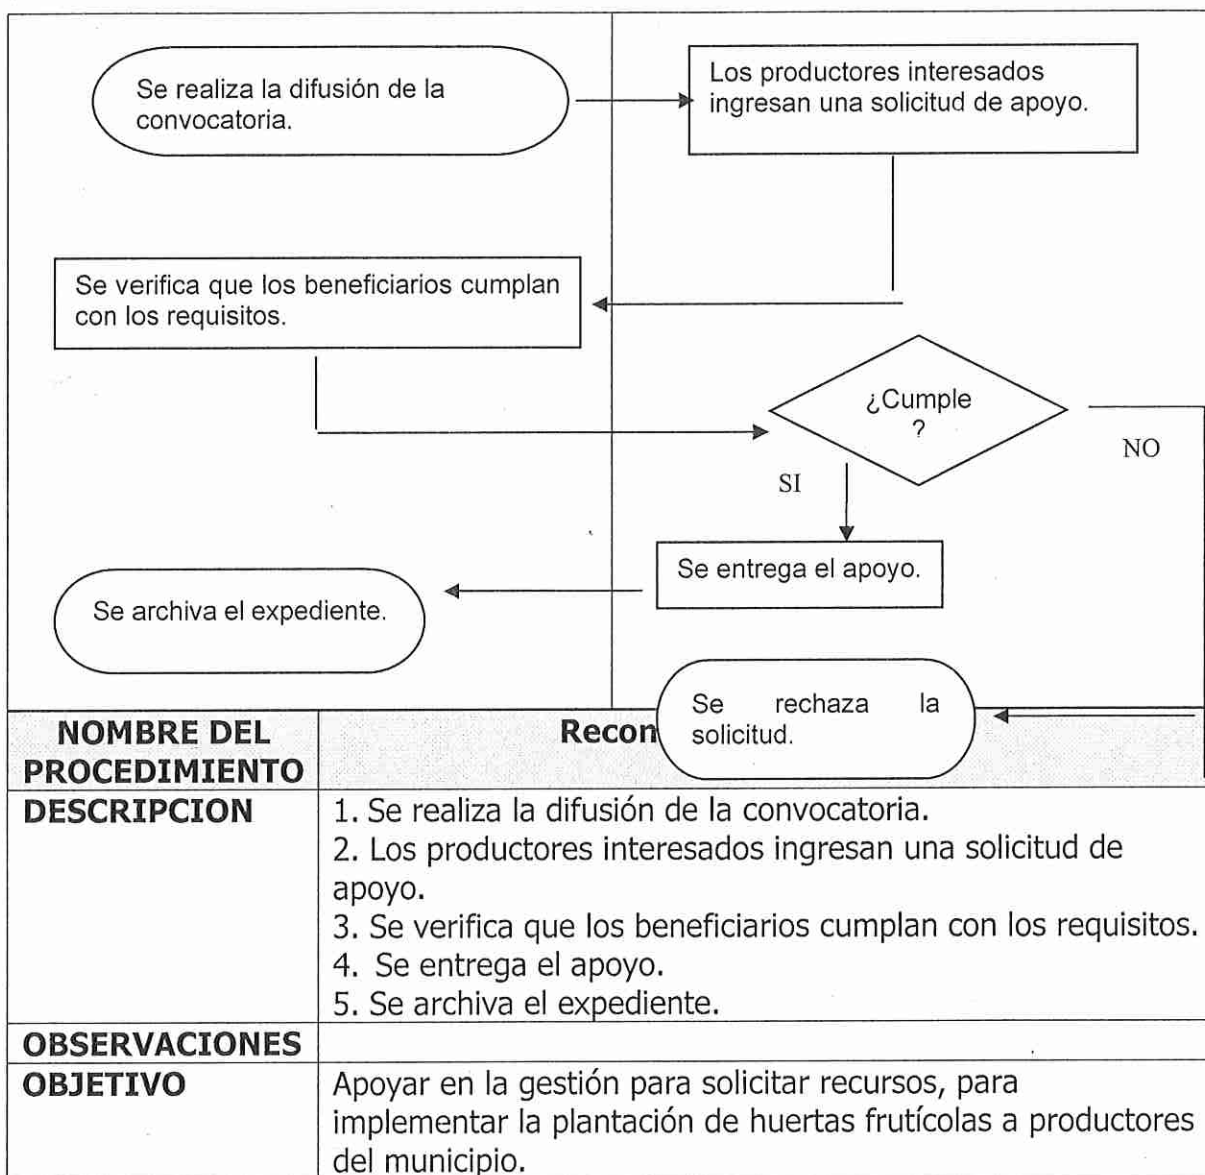 Se realiza la difusión de la
convocatoria.
Los productores interesados
ingresan una solicitud de apoyo.
Se verifica que los beneficiarios cumplan
con los requisitos.
¿Cumple
?
NO
SI
Se entrega el apoyo.
Se archiva el expediente.
Se rechaza la
solicitud.
NOMBRE DEL
PROCEDIMIENTO
Recon
DESCRIPCION
1. Se realiza la difusión de la convocatoria.
2. Los productores interesados ingresan una solicitud de
apoyo.
3. Se verifica que los beneficiarios cumplan con los requisitos.
4. Se entrega el apoyo.
5. Se archiva el expediente.
OBSERVACIONES
OBJETIVO
Apoyar en la gestión para solicitar recursos, para
implementar la plantación de huertas frutícolas a productores
del municipio.